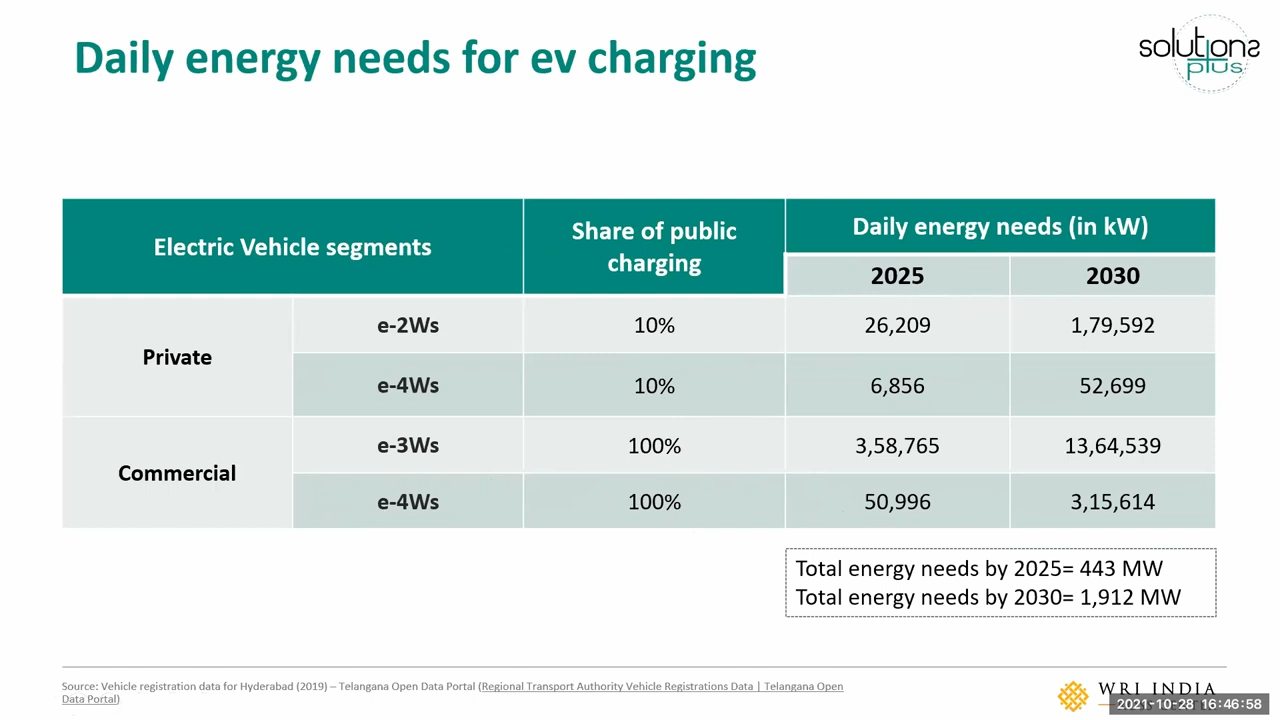 Daily energy needs for ev charging
solutions
plus
Electric Vehicle segments
Share of public
charging
Daily energy needs (in kW)
2025
2030
Private
e-2Ws
10%
26,209
1,79,592
e-4Ws
10%
6,856
52,699
Commercial
e-3Ws
100%
3,58,765
13,64,539
e-4Ws
100%
50,996
3,15,614
Total energy needs by 2025= 443 MW
Total energy needs by 2030= 1,912 MW
Source: Vehicle registration data for Hyderabad (2019) – Telangana Open Data Portal (Regional Transport Authority Vehicle Registrations Data | Telangana Open
Data Portal)
WRI INDIA
2021-10-28 16:46:58